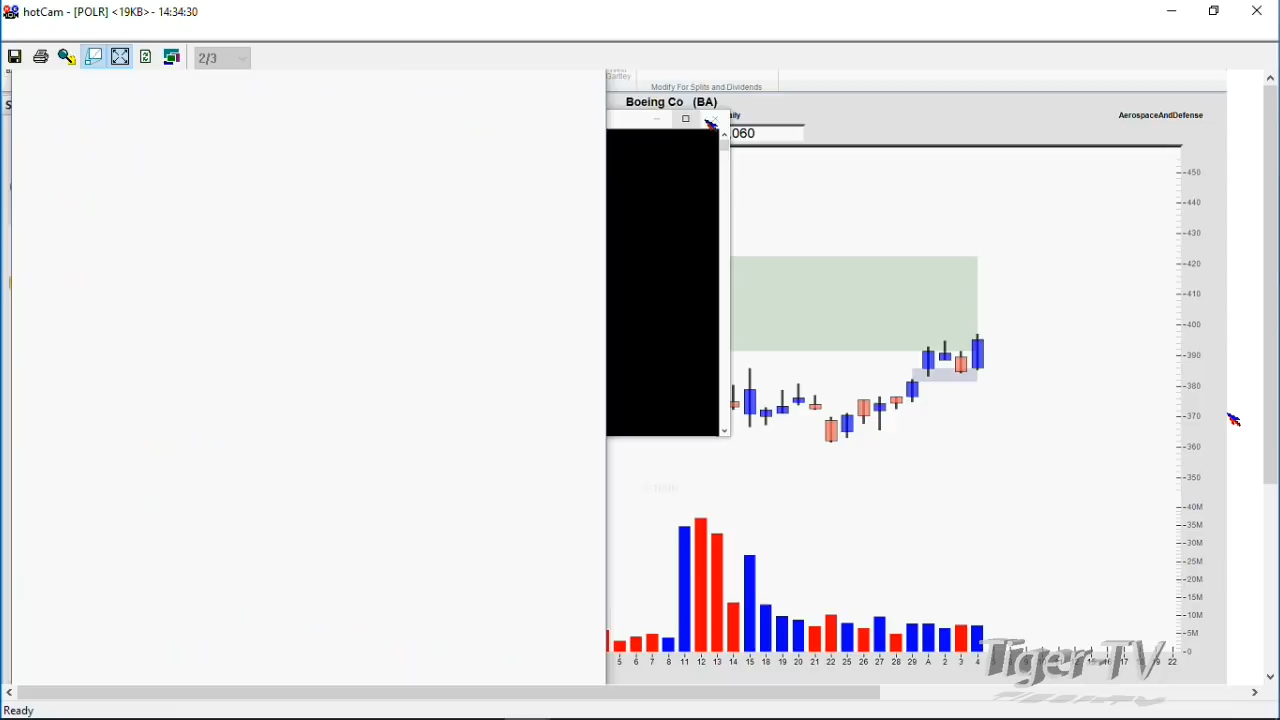 hotCam - [POLR] <19KB>- 14:34:30
2/3
Gartley
Modify For Splits and Dividends
S
Boeing Co (BA)
aily
AerospaceAndDefense
060
450
440
430
420
410
400
390
380
370
360
350
40M
35M
30M
25M
20M
15M
10M
5M
0
5 6 7 8 11 12 13 14 15 18 19 20 21 22 25 26 27 28 29 A 2 3 4
22
Tiger TV
Ready